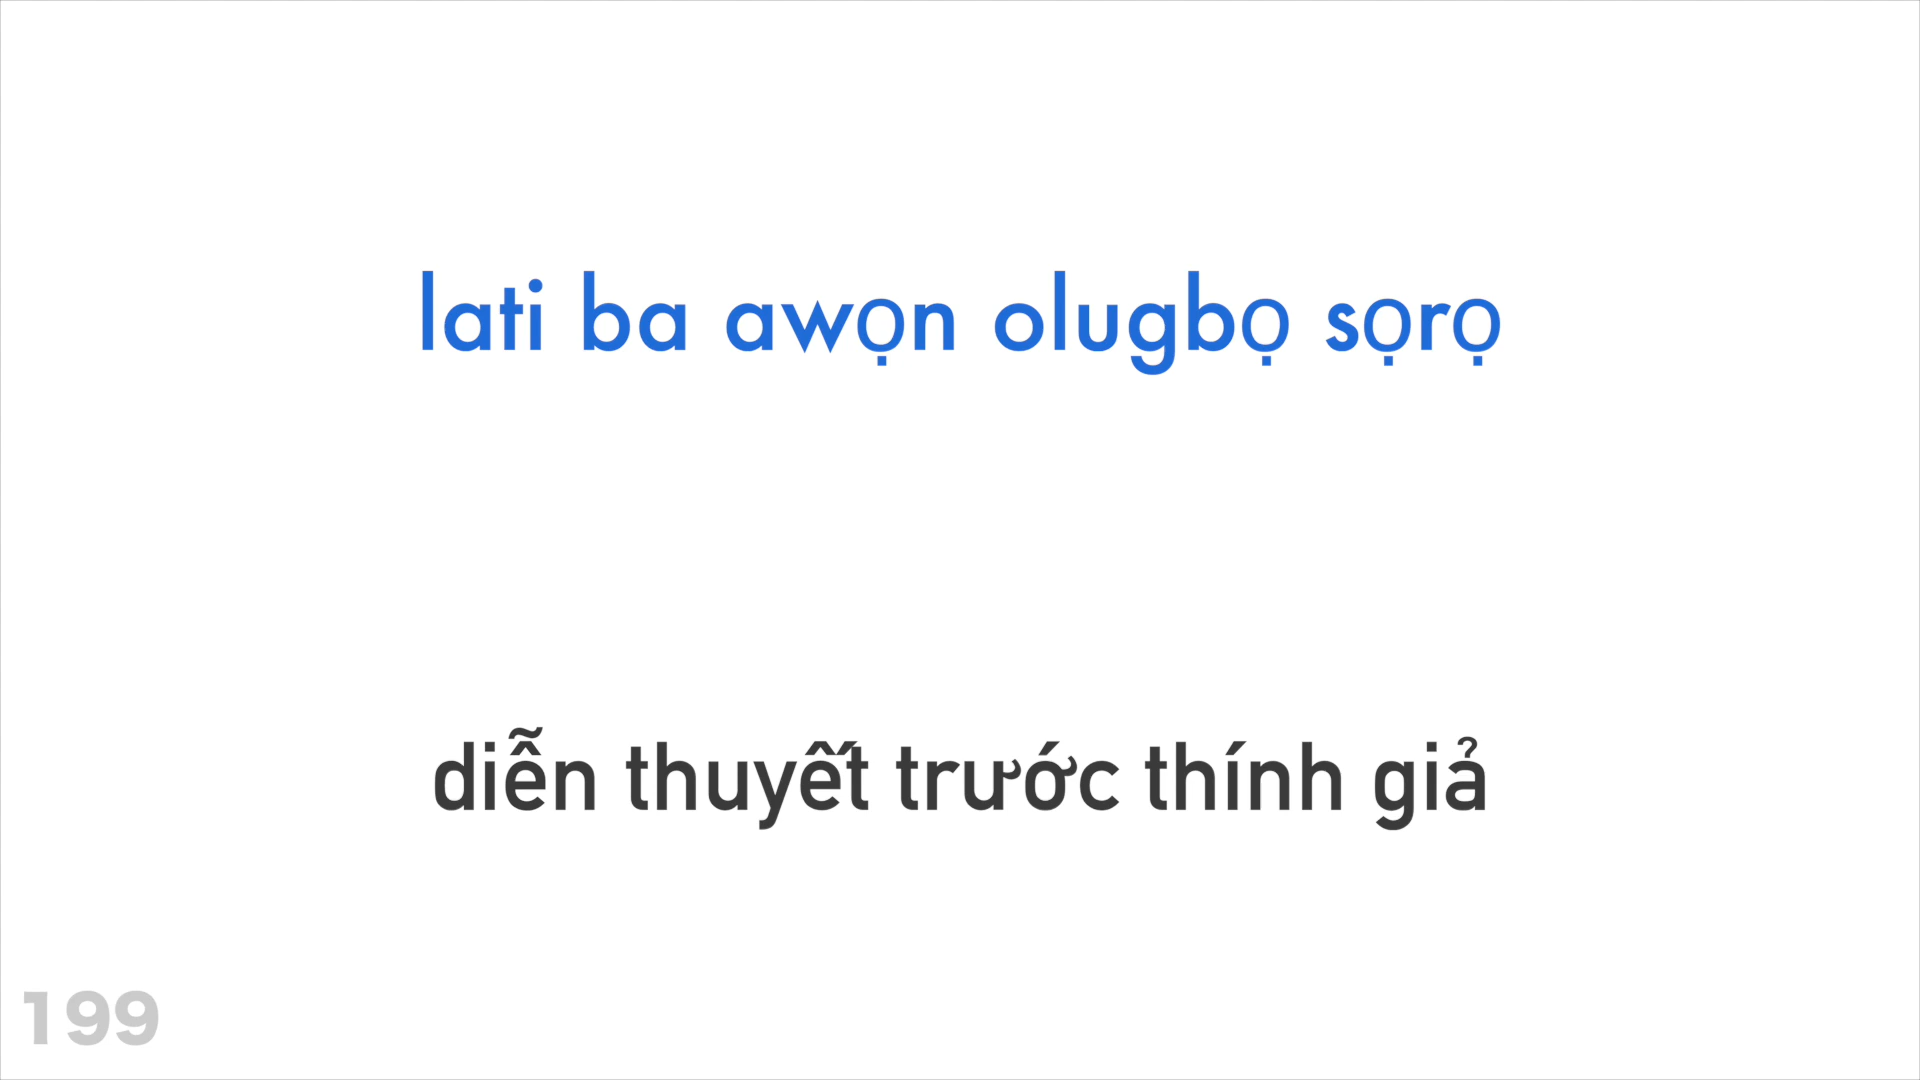 lati ba awọn olugbọ sọrọ
diễn thuyết trước thính giả
199